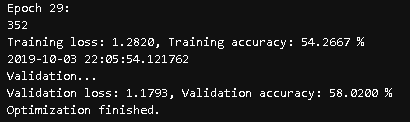 Epoch 29:
352
Training loss: 1.2820, Training accuracy: 54.2667 %
2019-10-03 22:05:54.121762
Validation...
Validation loss: 1.1793, Validation accuracy: 58.0200 %
Optimization finished.